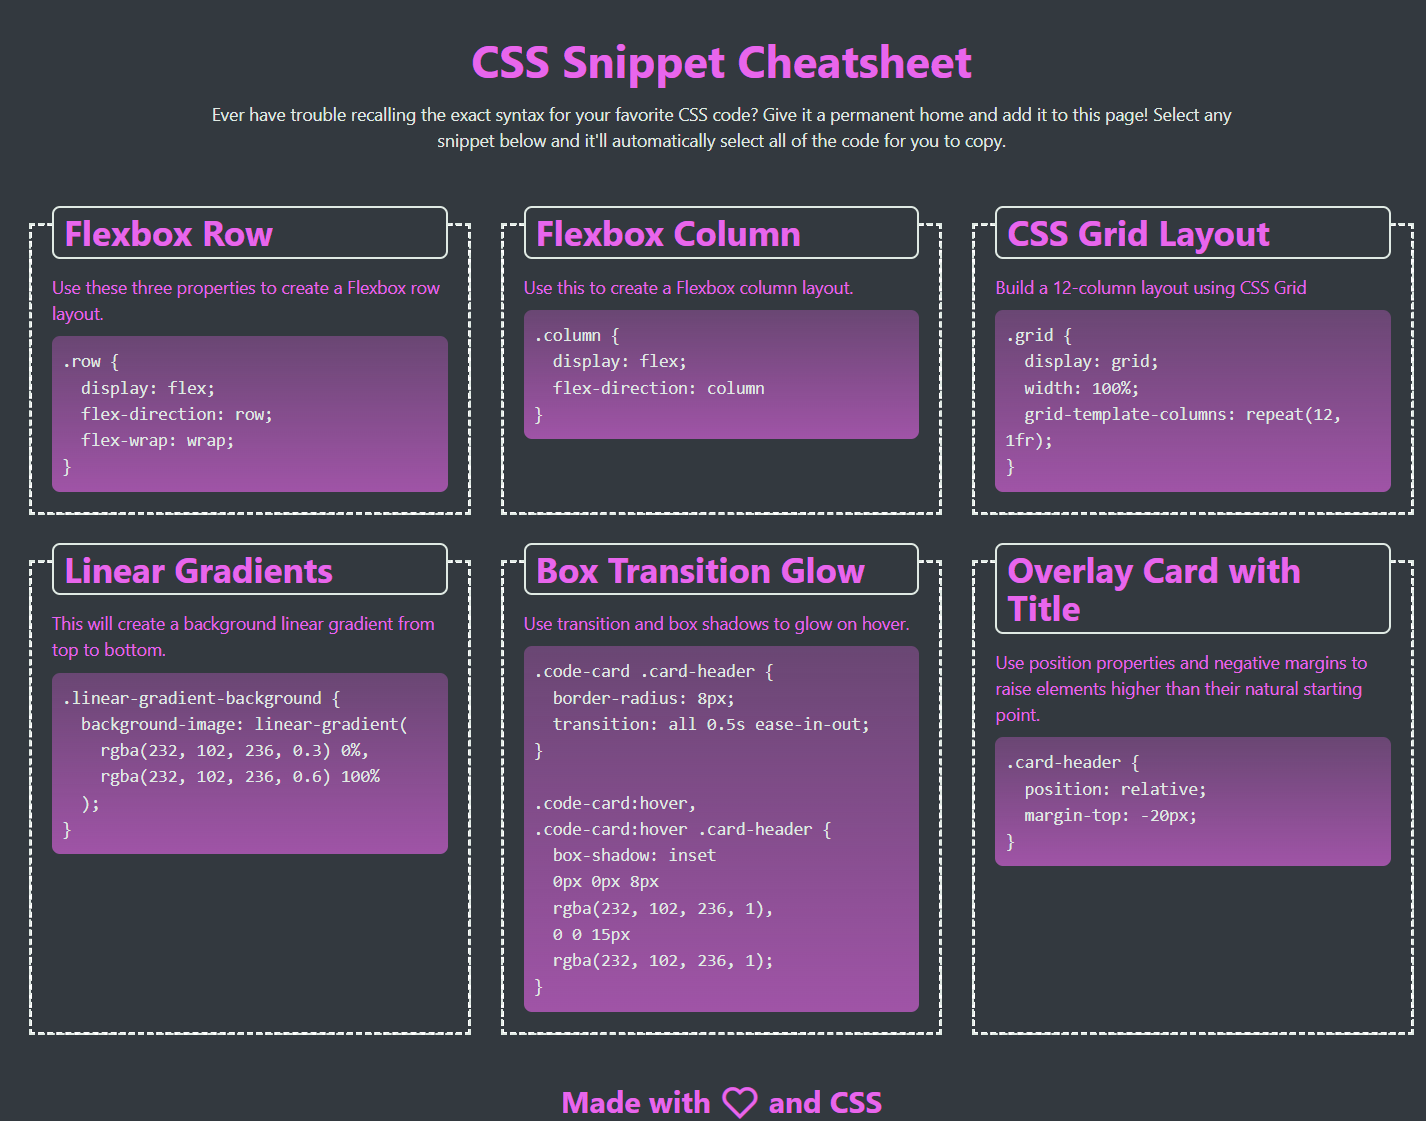 CSS Snippet Cheatsheet
Ever have trouble recalling the exact syntax for your favorite CSS code? Give it a permanent home and add it to this page! Select any
snippet below and it'll automatically select all of the code for you to copy.
Flexbox Row
Use these three properties to create a Flexbox row
layout.
.row {
  display: flex;
  flex-direction: row;
  flex-wrap: wrap;
}
Flexbox Column
Use this to create a Flexbox column layout.
.column {
  display: flex;
  flex-direction: column
}
CSS Grid Layout
Build a 12-column layout using CSS Grid
.grid {
  display: grid;
  width: 100%;
  grid-template-columns: repeat(12,
1fr);
}
Linear Gradients
This will create a background linear gradient from
top to bottom.
.linear-gradient-background {
  background-image: linear-gradient(
    rgba(232, 102, 236, 0.3) 0%,
    rgba(232, 102, 236, 0.6) 100%
  );
}
Box Transition Glow
Use transition and box shadows to glow on hover.
.code-card .card-header {
  border-radius: 8px;
  transition: all 0.5s ease-in-out;
}

.code-card:hover,
.code-card:hover .card-header {
  box-shadow: inset
  0px 0px 8px
  rgba(232, 102, 236, 1),
  0 0 15px
  rgba(232, 102, 236, 1);
}
Overlay Card with
Title
Use position properties and negative margins to
raise elements higher than their natural starting
point.
.card-header {
  position: relative;
  margin-top: -20px;
}
Made with and CSS